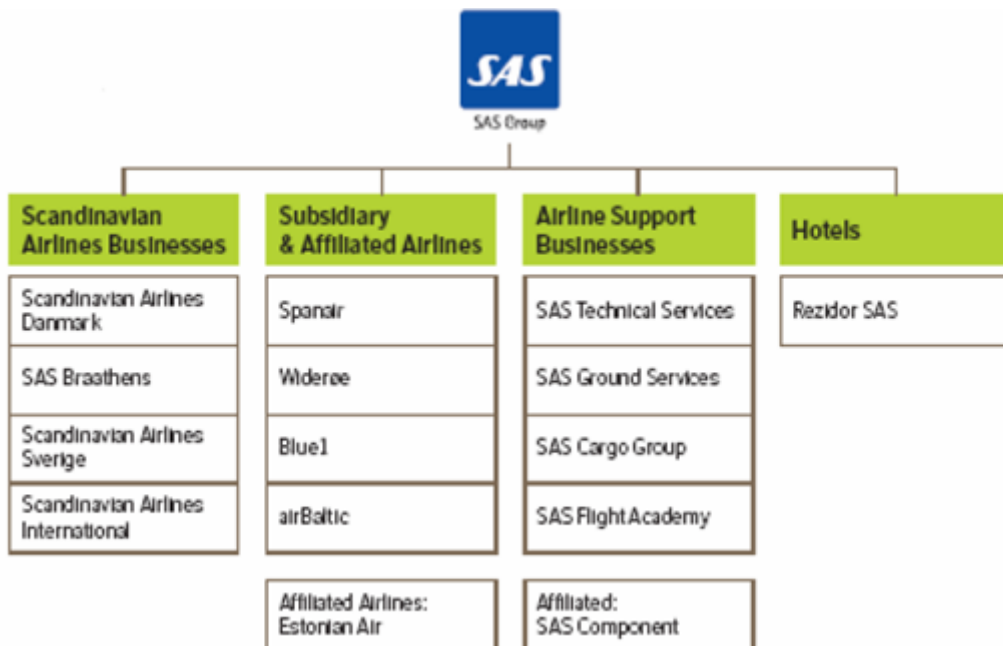 SAS
SAS Group
Scandinavian
Airlines Businesses
Scandinavian Airlines
Danmark
SAS Braathens
Scandinavian Airlines
Sverige
Scandinavian Airlines
International
Subsidiary
& Affiliated Airlines
Spanair
Widerøe
Blue1
airBaltic
Affiliated Airlines:
Estonian Air
Airline Support
Businesses
SAS Technical Services
SAS Ground Services
SAS Cargo Group
SAS Flight Academy
Affiliated:
SAS Component
Hotels
Rezidor SAS